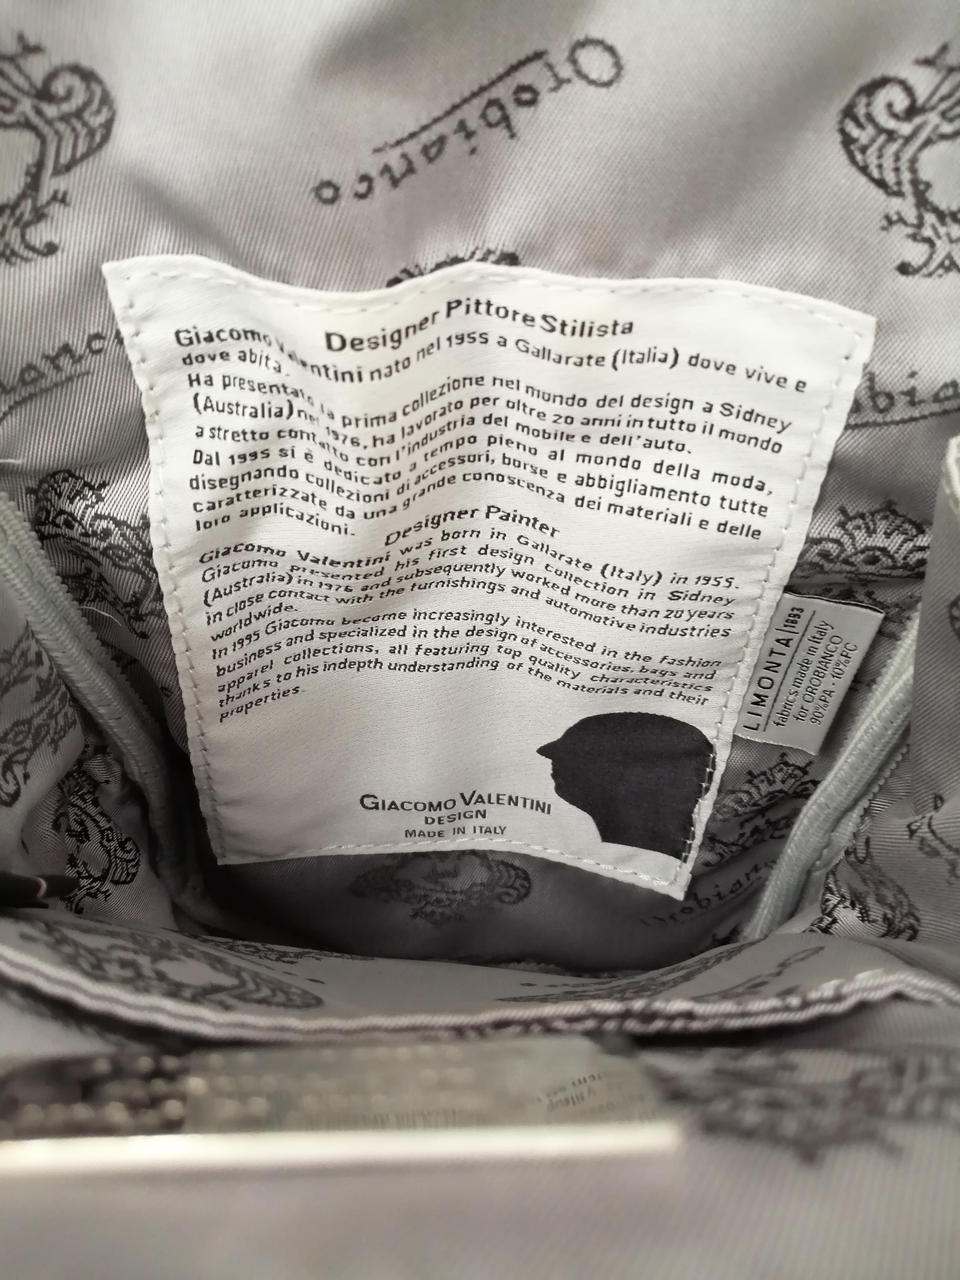 Orobianco
Designer Pittore Stilista
Giacomo Valentini nato nel 1955 a Gallarate (Italia) dove vive e
dove abita.
Ha presentato la prima collezione nel mondo del design a Sidney
(Australia) nel 1976, ha lavorato per oltre 20 anni in tutto il mondo
a stretto contatto con l'industria del mobile e dell'auto.
Dal 1995 si è dedicato a tempo pieno al mondo della moda,
disegnando collezioni di accessori, borse e abbigliamento tutte
caratterizzate da una grande conoscenza dei materiali e delle
loro applicazioni.
Designer Painter
Giacomo Valentini was born in Gallarate (Italy) in 1955.
Giacomo presented his first design collection in Sidney
(Australia) in 1976 and subsequently worked more than 20 years
in close contact with the furnishings and automotive industries
worldwide.
In 1995 Giacomo became increasingly interested in the fashion
business and specialized in the design of accessories, bags and
apparel collections, all featuring top quality characteristics
thanks to his indepth understanding of the materials and their
properties.
GIACOMO VALENTINI
DESIGN
MADE IN ITALY
LIMONTA | 1893
fabrics made in Italy
for OROBIANCO
90%PA · 10%PC
Orobianco